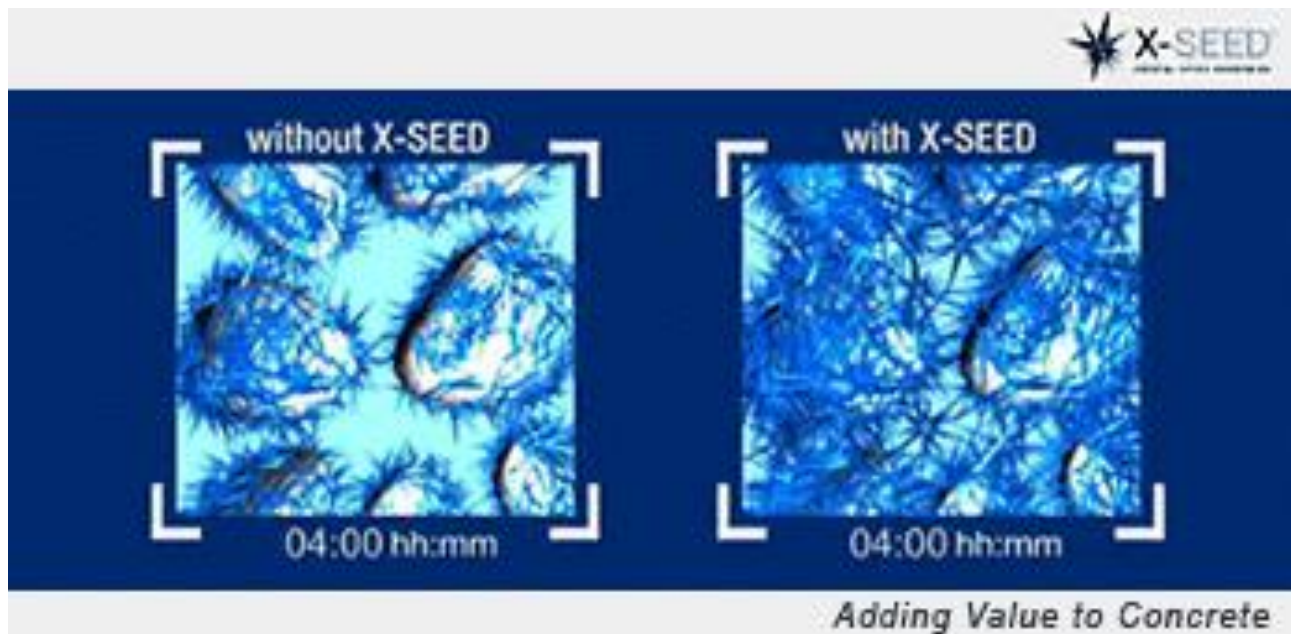 X-SEED
without X-SEED
with X-SEED
04:00 hh:mm
04:00 hh:mm
Adding Value to Concrete